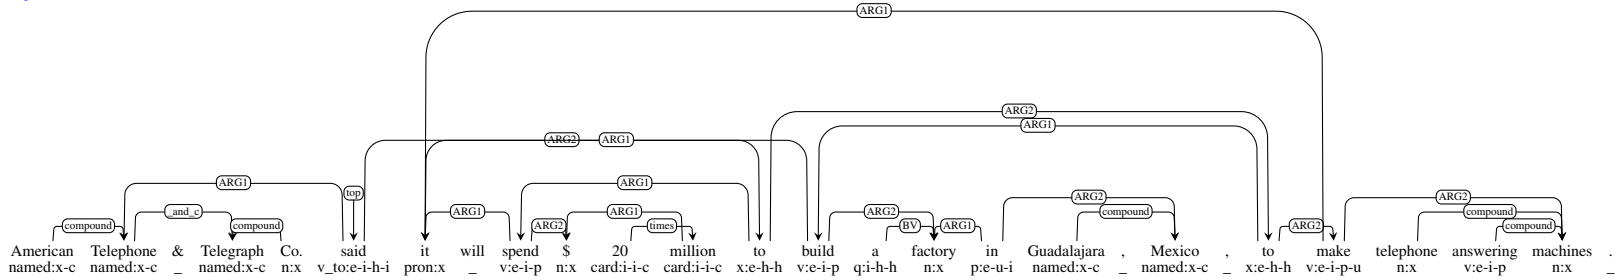 ARG1
ARG2
ARG1
ARG2 ARG1
ARG1 top ARG1 ARG2 ARG2
compound _and_c compound ARG1 ARG2 ARG1 times ARG2 BV ARG1 compound ARG2 compound compound
American Telephone & Telegraph Co. said it will spend $ 20 million to build a factory in Guadalajara , Mexico , to make telephone answering machines .
named:x-c named:x-c _ named:x-c n:x v_to:e-i-h-i pron:x _ v:e-i-p n:x card:i-i-c card:i-i-c x:e-h-h v:e-i-p q:i-h-h n:x p:e-u-i named:x-c _ named:x-c _ x:e-h-h v:e-i-p-u n:x v:e-i-p n:x _